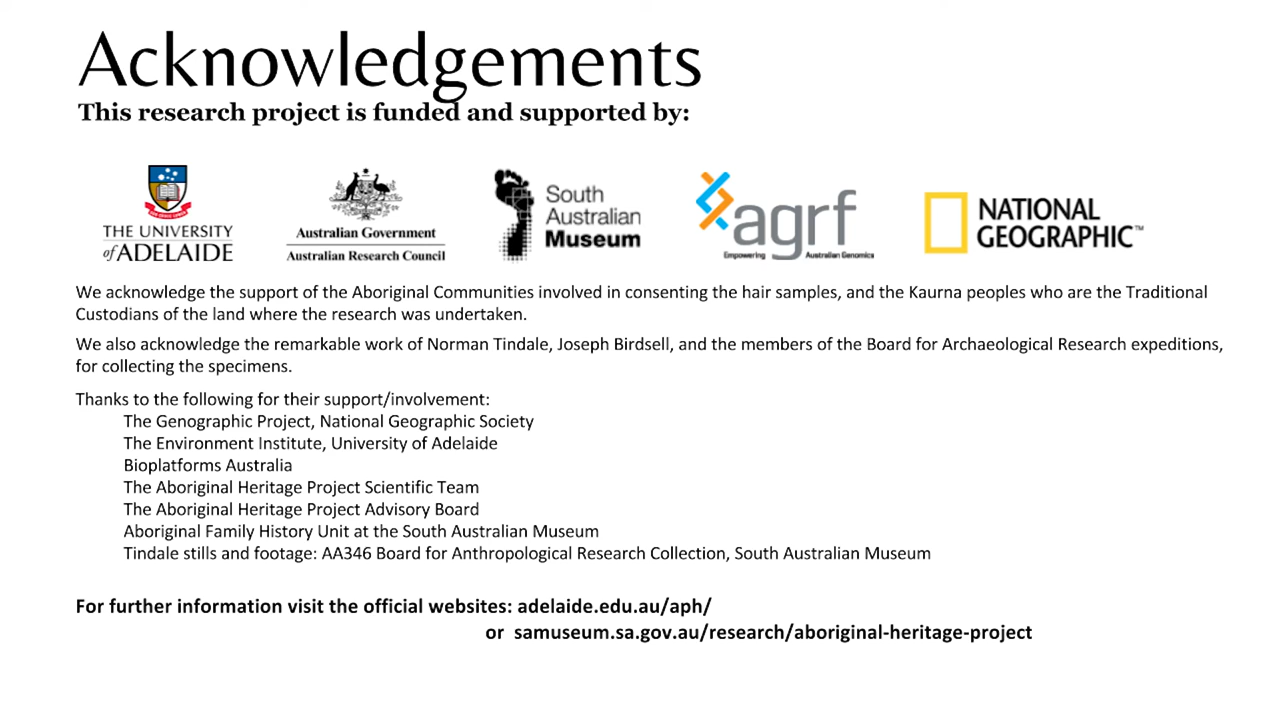 Acknowledgements
This research project is funded and supported by:
THE UNIVERSITY
of ADELAIDE
Australian Government
Australian Research Council
South
Australian
Museum
agrf
Empowering Australian Genomics
NATIONAL
GEOGRAPHIC™
We acknowledge the support of the Aboriginal Communities involved in consenting the hair samples, and the Kaurna peoples who are the Traditional
Custodians of the land where the research was undertaken.
We also acknowledge the remarkable work of Norman Tindale, Joseph Birdsell, and the members of the Board for Archaeological Research expeditions,
for collecting the specimens.
Thanks to the following for their support/involvement:
The Genographic Project, National Geographic Society
The Environment Institute, University of Adelaide
Bioplatforms Australia
The Aboriginal Heritage Project Scientific Team
The Aboriginal Heritage Project Advisory Board
Aboriginal Family History Unit at the South Australian Museum
Tindale stills and footage: AA346 Board for Anthropological Research Collection, South Australian Museum
For further information visit the official websites: adelaide.edu.au/aph/
or samuseum.sa.gov.au/research/aboriginal-heritage-project